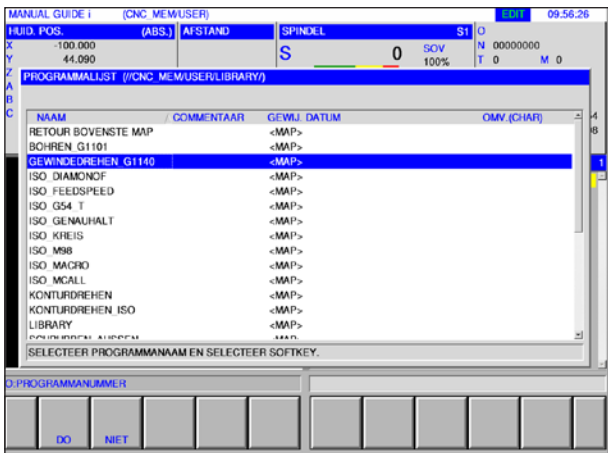 MANUAL GUIDE i (CNC_MEM/USER) EDIT 09.56.26
HUID. POS. (ABS.) AFSTAND SPINDEL S1 O
X -100.000 S 0 SOV 100% N 00000000
Y 44.090 T 0 M 0
Z
PROGRAMMALIJST (//CNC_MEM/USER/LIBRARY/)
A
B
C
NAAM / COMMENTAAR GEWIJ. DATUM OMV.(CHAR)
RETOUR BOVENSTE MAP <MAP>
BOHREN_G1101 <MAP>
GEWINDEDREHEN_G1140 <MAP>
ISO_DIAMONOF <MAP>
ISO_FEEDSPEED <MAP>
ISO_G54_T <MAP>
ISO_GENAUHALT <MAP>
ISO_KREIS <MAP>
ISO_M98 <MAP>
ISO_MACRO <MAP>
ISO_MCALL <MAP>
KONTURDREHEN <MAP>
KONTURDREHEN_ISO <MAP>
LIBRARY <MAP>
SELECTEER PROGRAMMANAAM EN SELECTEER SOFTKEY.
O:PROGRAMMANUMMER
DO NIET